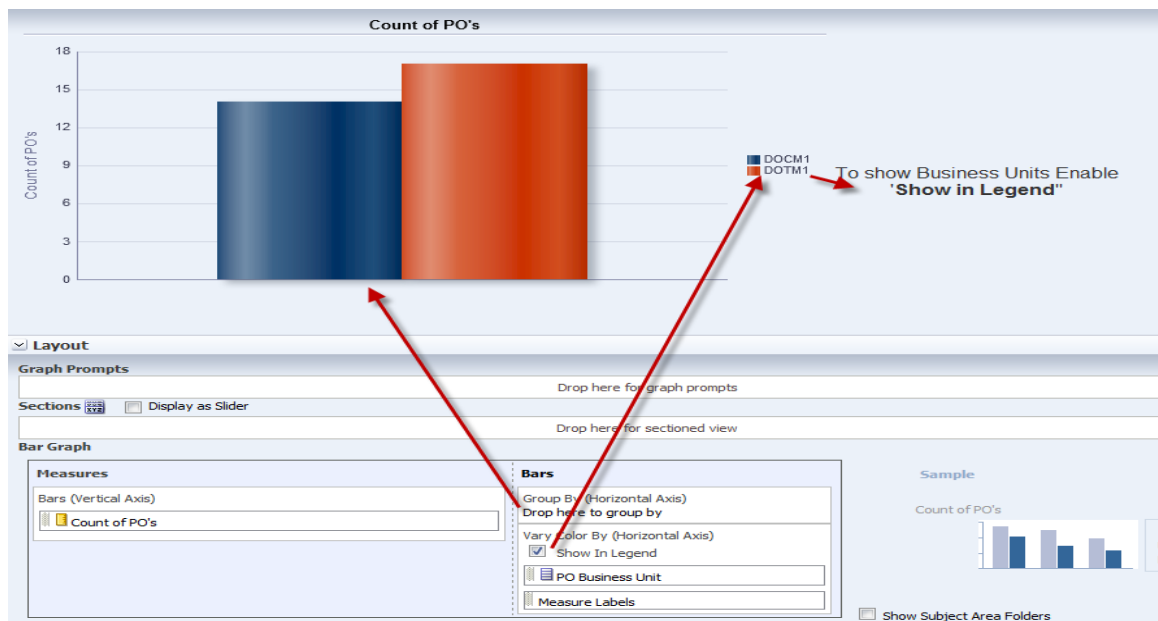 Count of PO's
18
15
12
9
6
3
0
Count of PO's
DOCM1
DOTM1
To show Business Units Enable
'Show in Legend"
Layout
Graph Prompts
Drop here for graph prompts
Sections
Display as Slider
Drop here for sectioned view
Bar Graph
Measures
Bars (Vertical Axis)
Count of PO's
Bars
Group By (Horizontal Axis)
Drop here to group by
Vary Color By (Horizontal Axis)
Show In Legend
PO Business Unit
Measure Labels
Sample
Count of PO's
Show Subject Area Folders